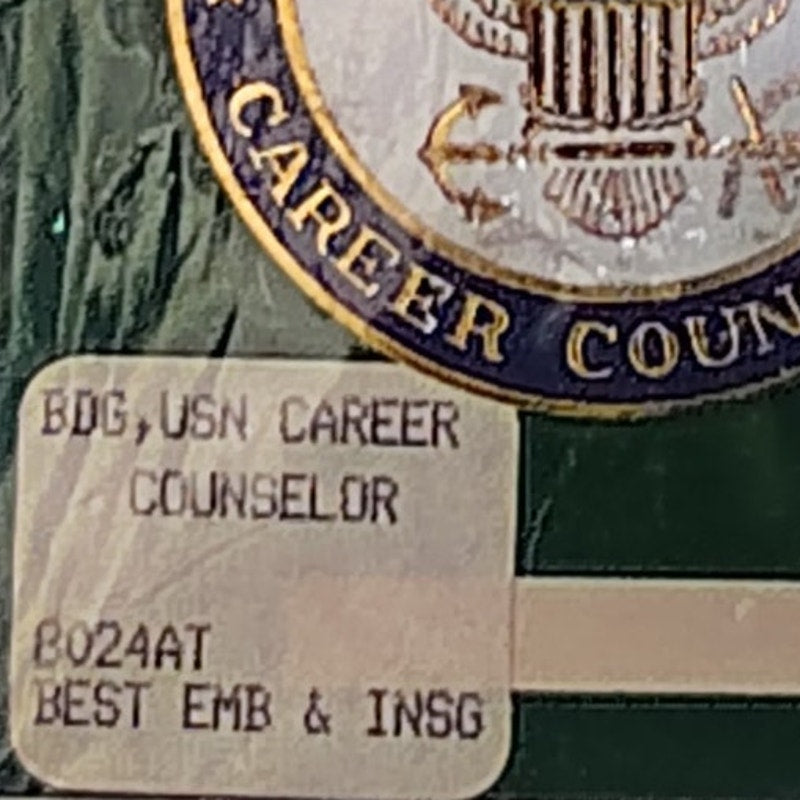 CAREER COUN
BDG,USN CAREER
COUNSELOR
B024AT
BEST EMB & INSG